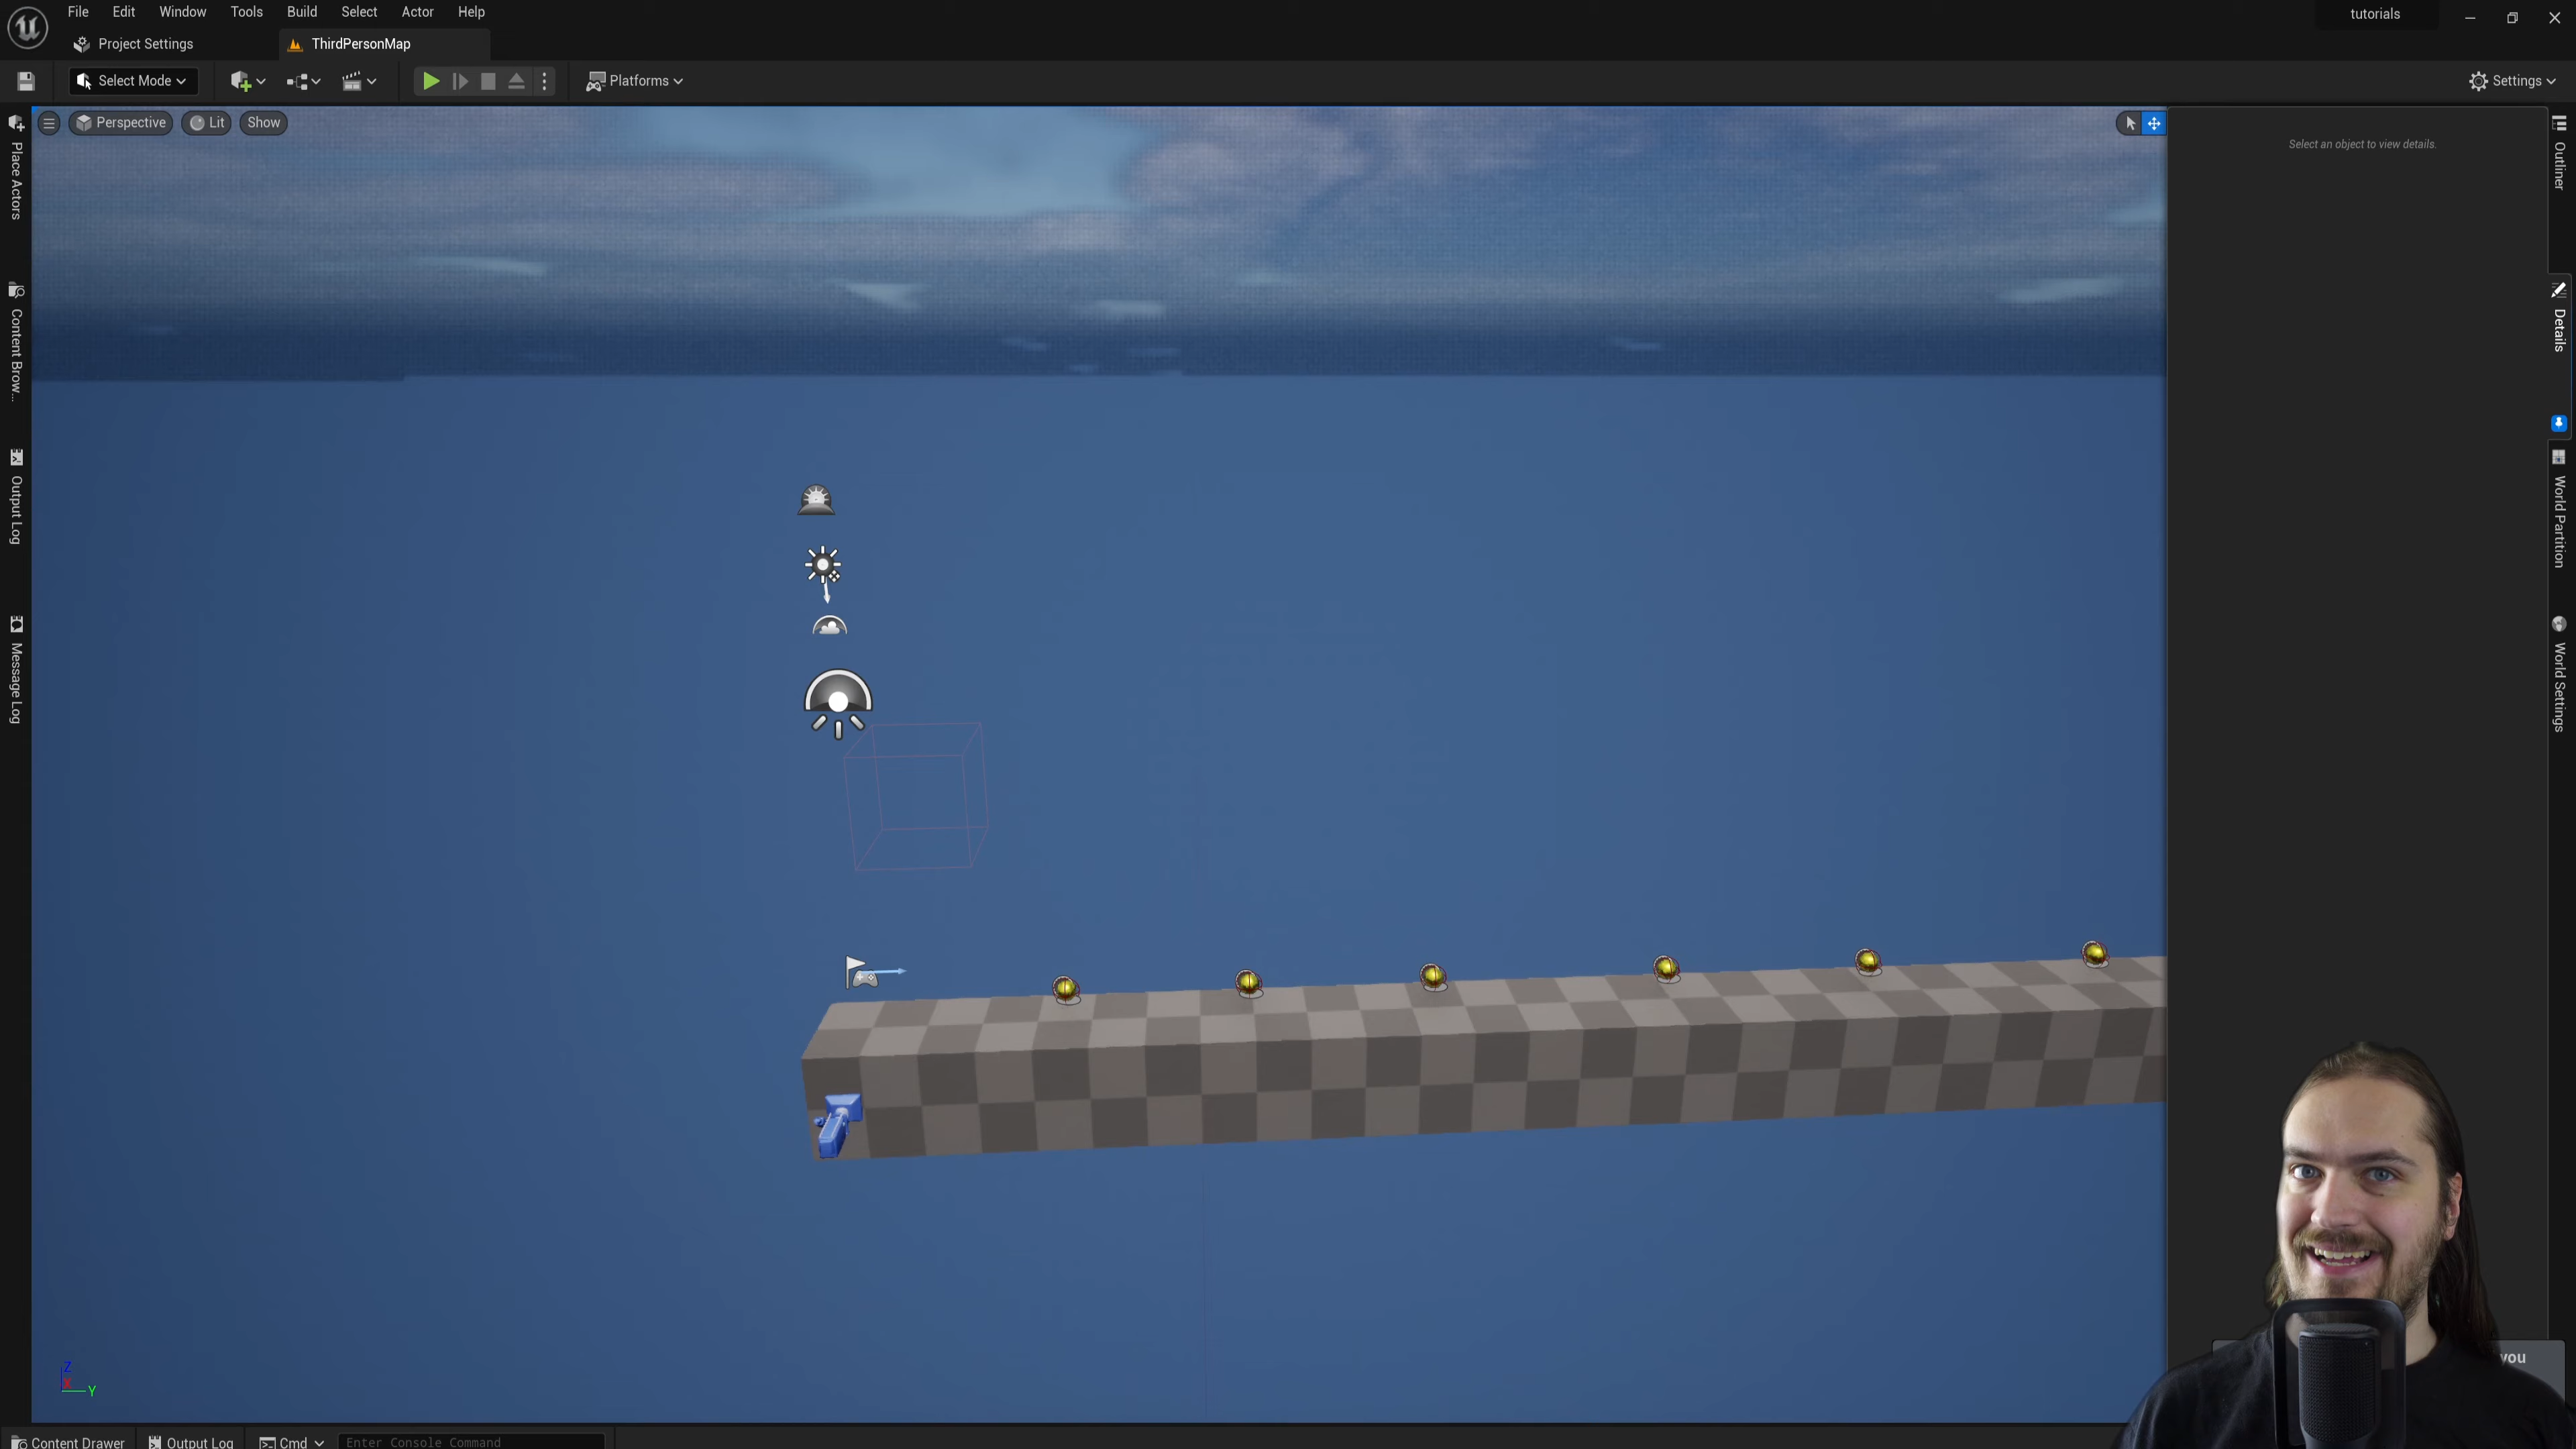 File Edit Window Tools Build Select Actor Help
tutorials
Project Settings
ThirdPersonMap
Select Mode
Platforms
Settings
Perspective
Lit
Show
Select an object to view details.
Place Actors
Content Brow...
Output Log
Message Log
Outliner
Details
World Partition
World Settings
Z
X
Y
you
Content Drawer
Output Log
Cmd
Enter Console Command